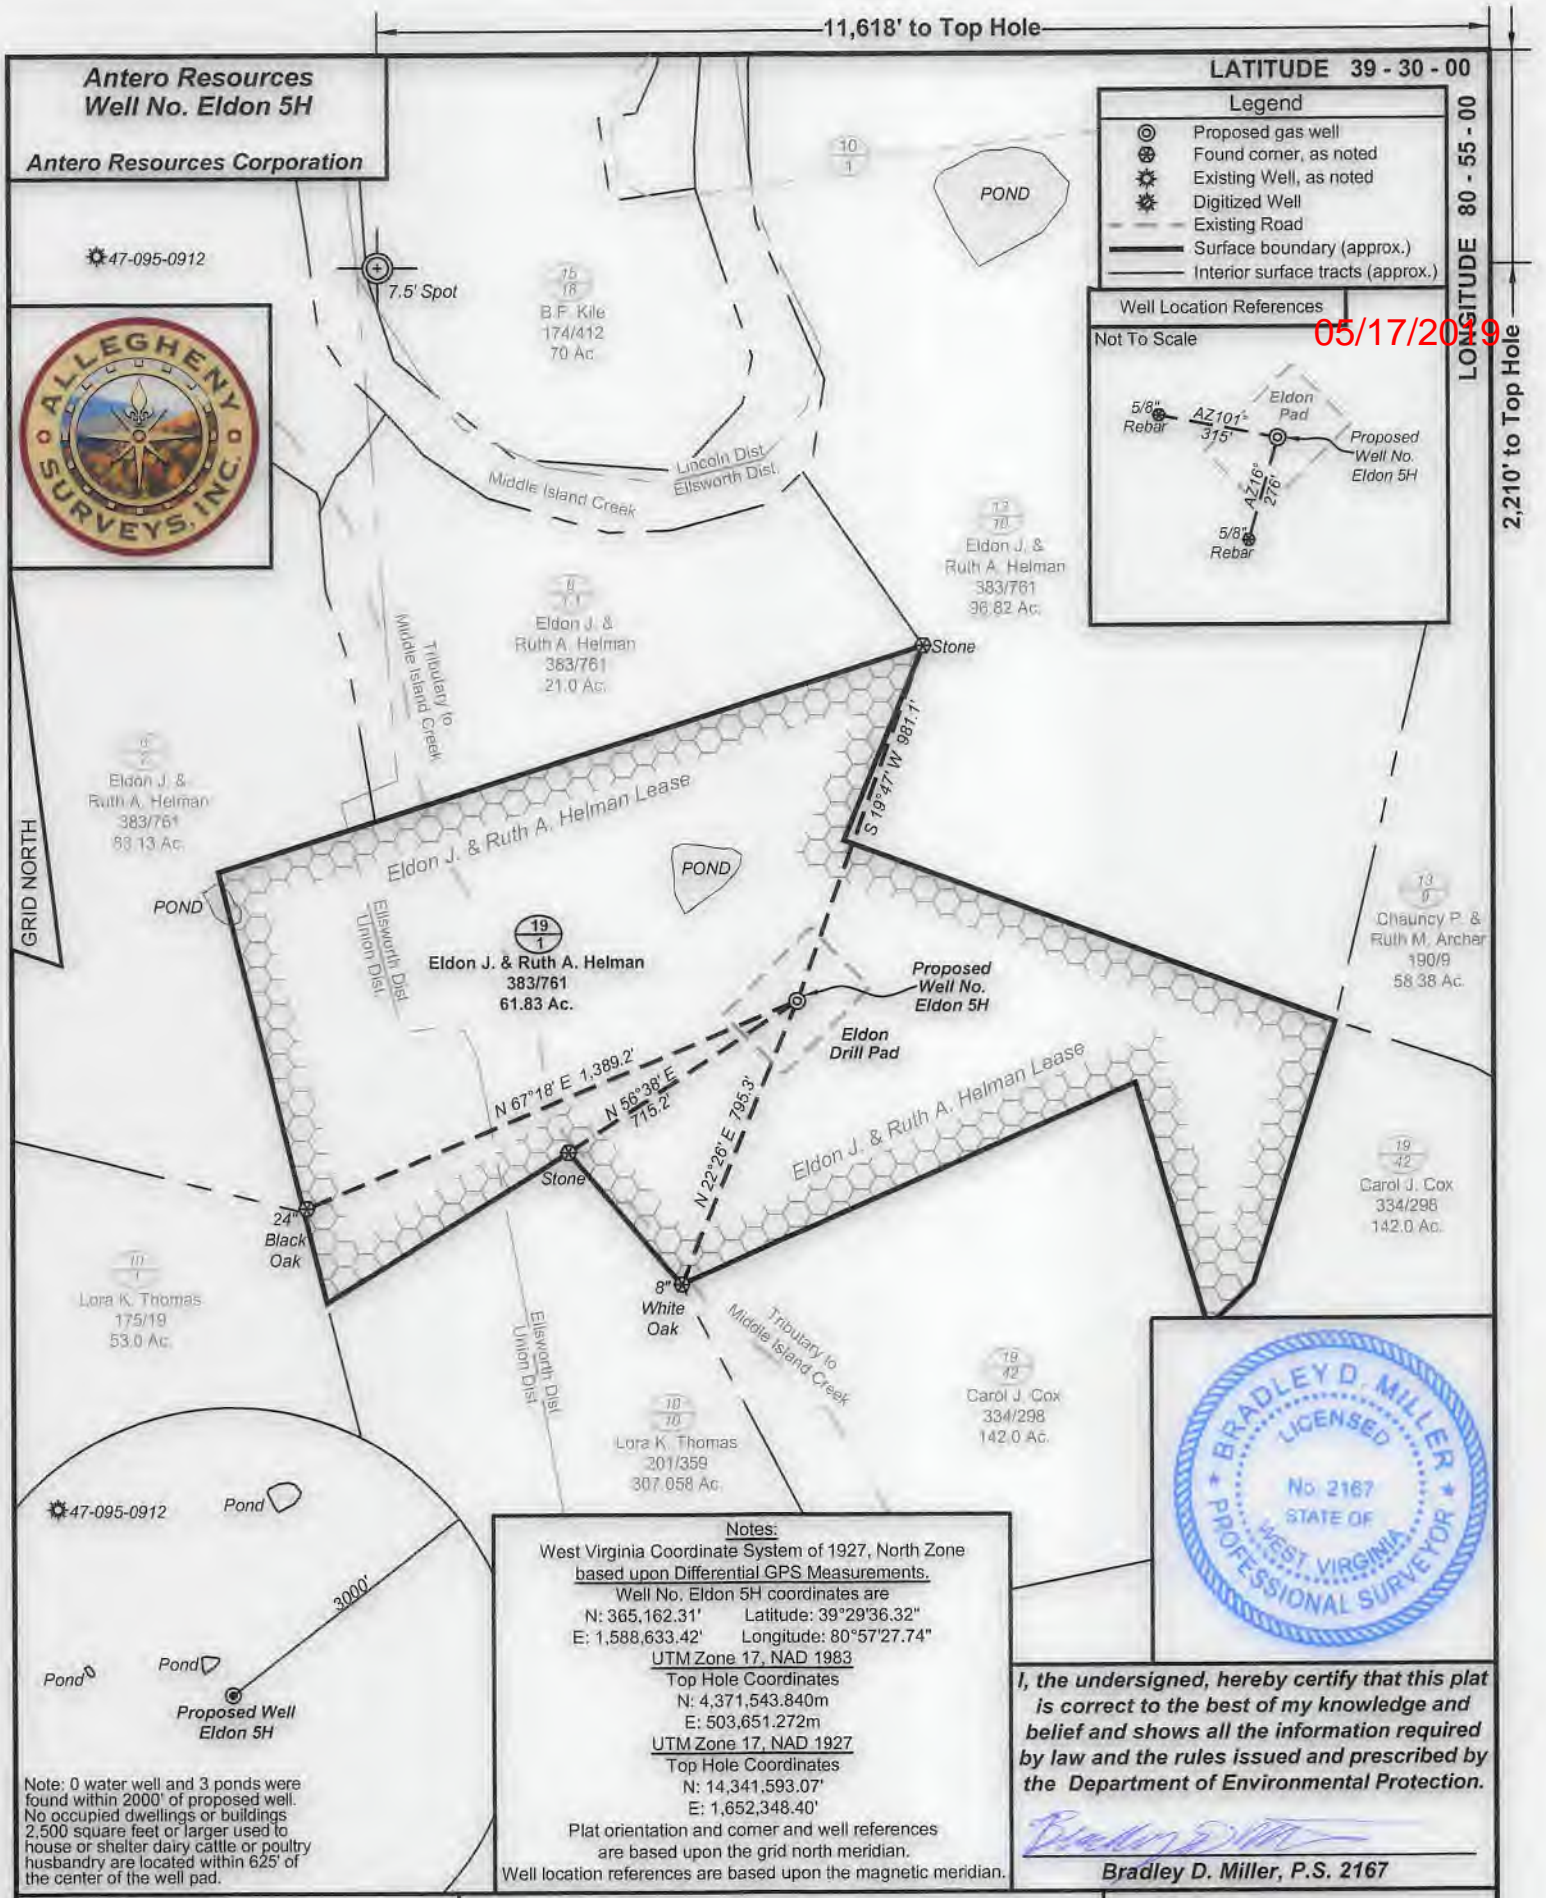 11,618' to Top Hole
Antero Resources
Well No. Eldon 5H
Antero Resources Corporation
LATITUDE 39 - 30 - 00
LONGITUDE 80 - 55 - 00
2,210' to Top Hole
Legend
Proposed gas well
Found corner, as noted
Existing Well, as noted
Digitized Well
Existing Road
Surface boundary (approx.)
Interior surface tracts (approx.)
Well Location References
05/17/2019
Not To Scale
5/8"
Rebar
AZ101°
315'
Eldon
Pad
Proposed
Well No.
Eldon 5H
AZ16°
276'
5/8"
Rebar
10
1
POND
47-095-0912
7.5' Spot
15
18
B.F. Kile
174/412
70 Ac.
ALLEGHENY
SURVEYS, INC.
Middle Island Creek
Lincoln Dist.
Ellsworth Dist.
Eldon J. &
Ruth A. Helman
383/761
96.82 Ac.
Eldon J. &
Ruth A. Helman
383/761
21.0 Ac.
Tributary to
Middle Island Creek
Stone
S 19°47' W 981.1'
Eldon J. &
Ruth A. Helman
383/761
Eldon J. & Ruth A. Helman Lease
POND
GRID NORTH
POND
Ellsworth Dist.
Union Dist.
19
1
Eldon J. & Ruth A. Helman
383/761
61.83 Ac.
13
9
Chauncy P. &
Ruth M. Archer
190/9
58.38 Ac.
Proposed
Well No.
Eldon 5H
Eldon
Drill Pad
N 67°18' E 1,389.2'
N 56°38' E
715.2'
N 22°26' E 795.3'
Eldon J. & Ruth A. Helman Lease
Stone
24"
Black
Oak
19
42
Carol J. Cox
334/298
142.0 Ac.
10
1
Lora K. Thomas
175/19
53.0 Ac.
8"
White
Oak
Ellsworth Dist.
Union Dist.
Tributary to
Middle Island Creek
19
42
Carol J. Cox
334/298
142.0 Ac.
10
10
Lora K. Thomas
201/359
307.058 Ac.
BRADLEY D. MILLER
LICENSED
No. 2167
STATE OF
WEST VIRGINIA
PROFESSIONAL SURVEYOR
47-095-0912
Pond
3000'
Pond
Pond
Proposed Well
Eldon 5H
Note: 0 water well and 3 ponds were
found within 2000' of proposed well.
No occupied dwellings or buildings
2,500 square feet or larger used to
house or shelter dairy cattle or poultry
husbandry are located within 625' of
the center of the well pad.
Notes:
West Virginia Coordinate System of 1927, North Zone
based upon Differential GPS Measurements.
Well No. Eldon 5H coordinates are
N: 365,162.31' Latitude: 39°29'36.32"
E: 1,588,633.42' Longitude: 80°57'27.74"
UTM Zone 17, NAD 1983
Top Hole Coordinates
N: 4,371,543.840m
E: 503,651.272m
UTM Zone 17, NAD 1927
Top Hole Coordinates
N: 14,341,593.07'
E: 1,652,348.40'
Plat orientation and corner and well references
are based upon the grid north meridian.
Well location references are based upon the magnetic meridian.
I, the undersigned, hereby certify that this plat
is correct to the best of my knowledge and
belief and shows all the information required
by law and the rules issued and prescribed by
the Department of Environmental Protection.
Bradley D. Miller, P.S. 2167